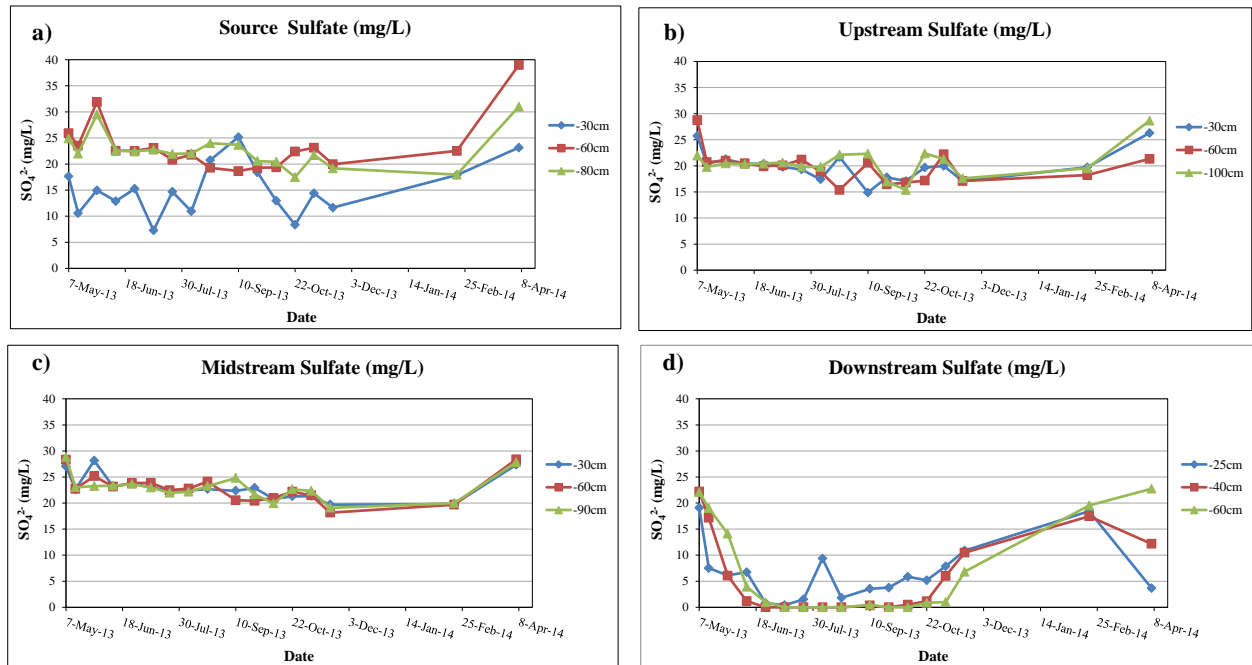 a)
Source Sulfate (mg/L)
SO₄²⁻ (mg/L)
40
35
30
25
20
15
10
5
0
7-May-13
18-Jun-13
30-Jul-13
10-Sep-13
22-Oct-13
3-Dec-13
14-Jan-14
25-Feb-14
8-Apr-14
Date
-30cm
-60cm
-80cm
b)
Upstream Sulfate (mg/L)
SO₄²⁻ (mg/L)
40
35
30
25
20
15
10
5
0
7-May-13
18-Jun-13
30-Jul-13
10-Sep-13
22-Oct-13
3-Dec-13
14-Jan-14
25-Feb-14
8-Apr-14
Date
-30cm
-60cm
-100cm
c)
Midstream Sulfate (mg/L)
SO₄²⁻ (mg/L)
40
35
30
25
20
15
10
5
0
7-May-13
18-Jun-13
30-Jul-13
10-Sep-13
22-Oct-13
3-Dec-13
14-Jan-14
25-Feb-14
8-Apr-14
Date
-30cm
-60cm
-90cm
d)
Downstream Sulfate (mg/L)
SO₄²⁻ (mg/L)
40
35
30
25
20
15
10
5
0
7-May-13
18-Jun-13
30-Jul-13
10-Sep-13
22-Oct-13
3-Dec-13
14-Jan-14
25-Feb-14
8-Apr-14
Date
-25cm
-40cm
-60cm